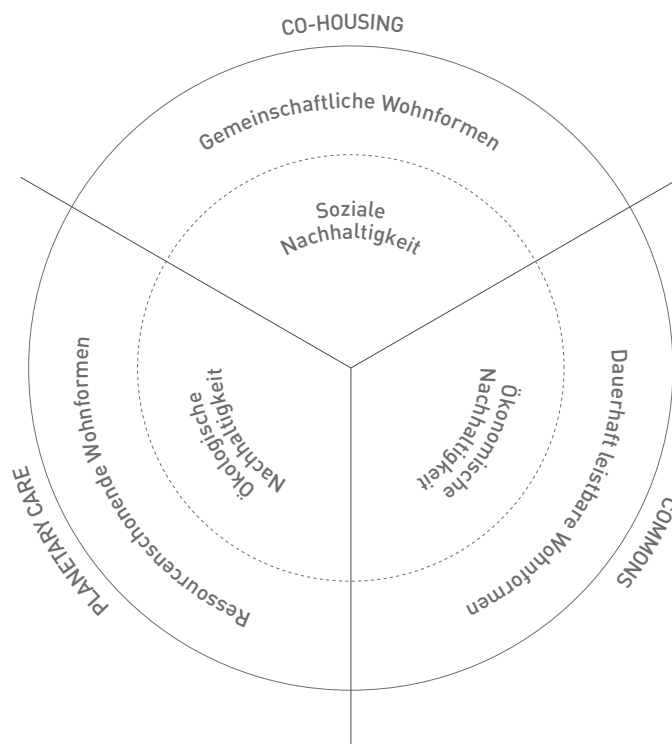 CO-HOUSING
Gemeinschaftliche Wohnformen
Soziale
Nachhaltigkeit
Ökologische
Nachhaltigkeit
Ressourcenschonende Wohnformen
PLANETARY CARE
Ökonomische
Nachhaltigkeit
Dauerhaft leistbare Wohnformen
COMMONS